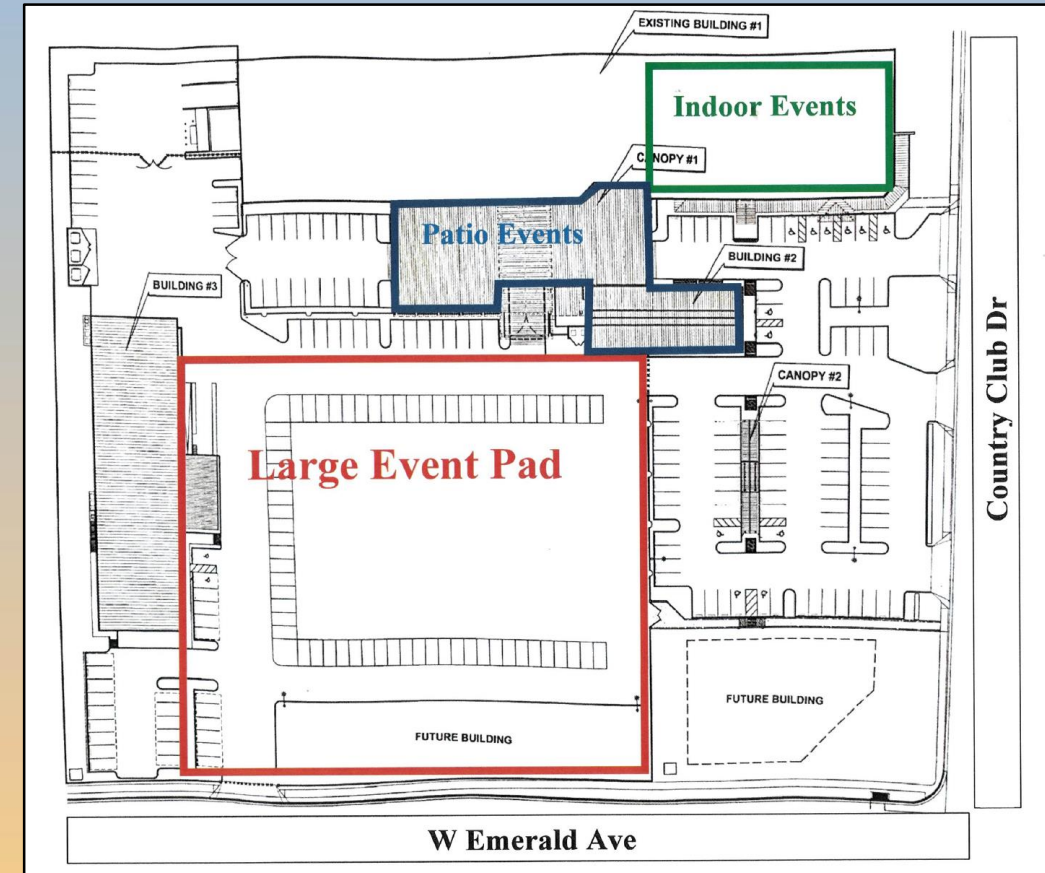 EXISTING BUILDING #1
Indoor Events
CANOPY #1
Patio Events
BUILDING #2
BUILDING #3
CANOPY #2
Large Event Pad
Country Club Dr
FUTURE BUILDING
FUTURE BUILDING
W Emerald Ave